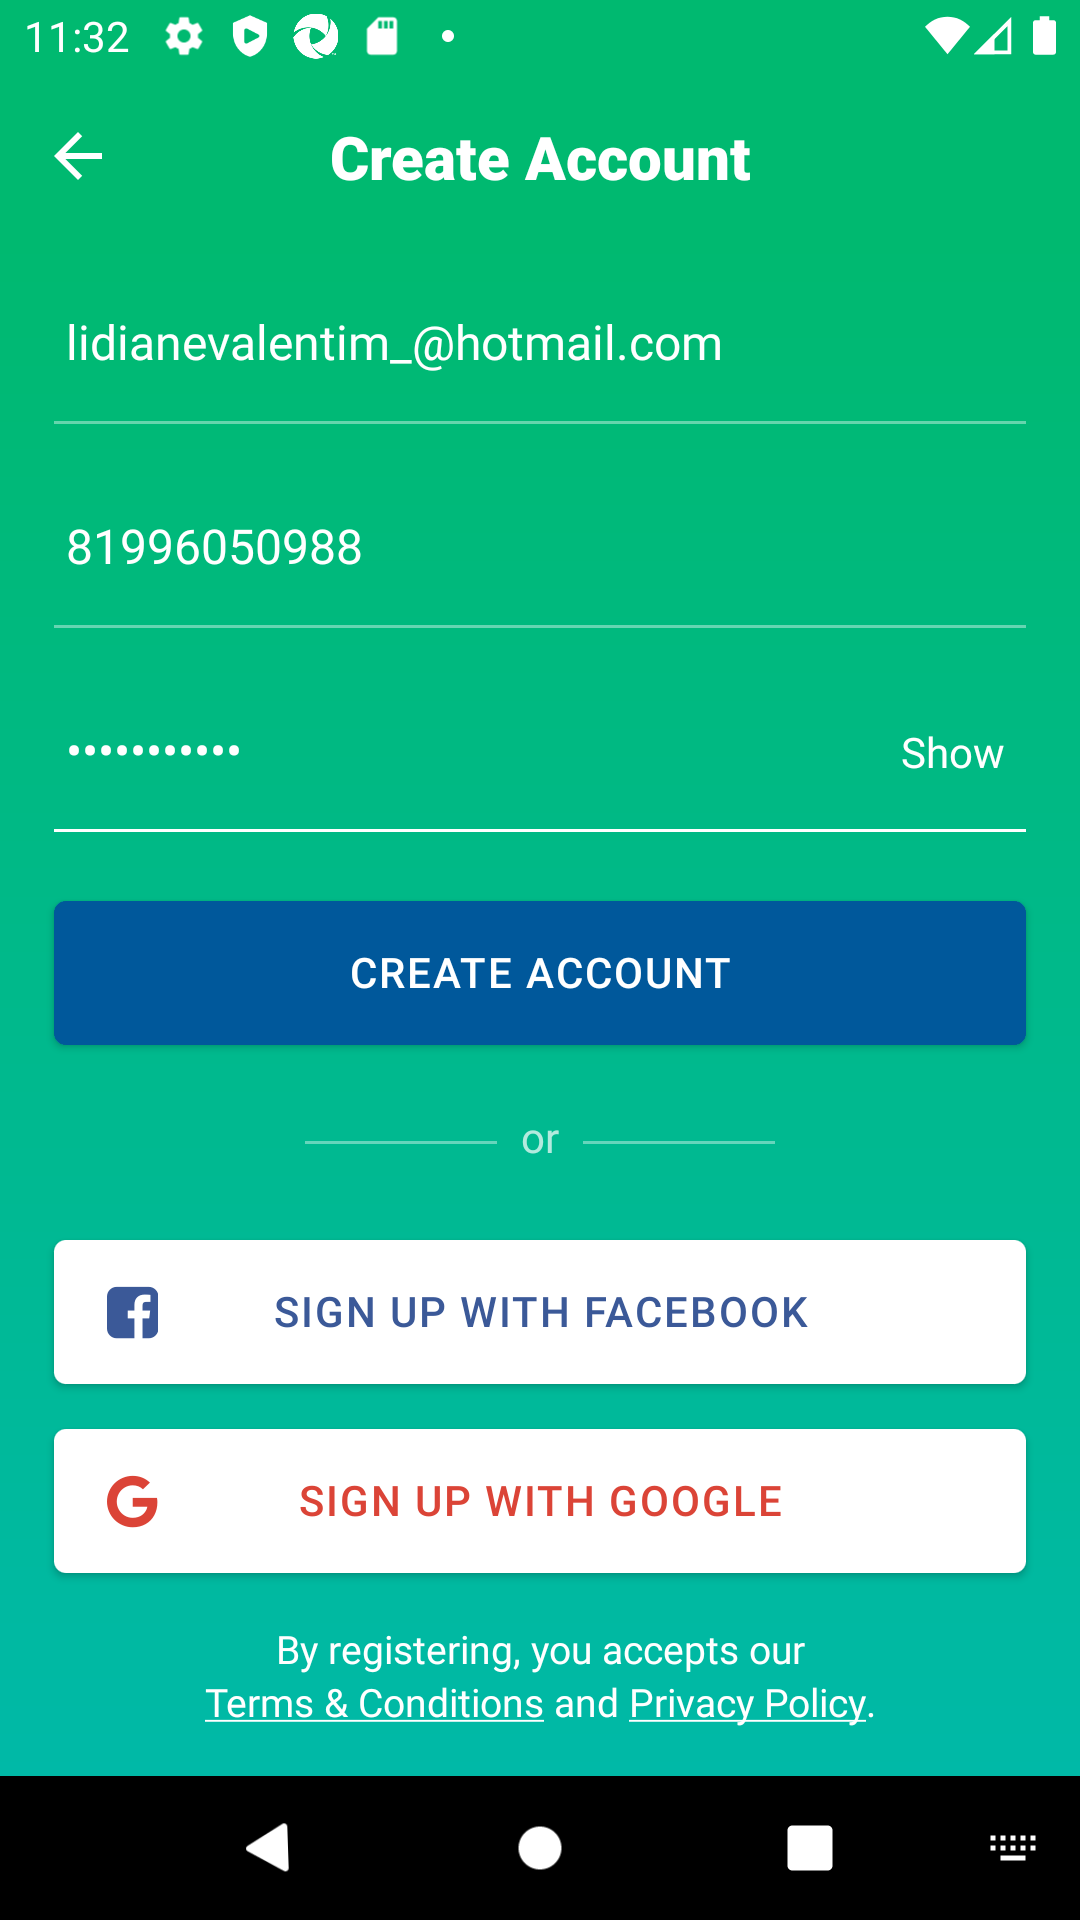 11:32
Create Account
lidianevalentim_@hotmail.com
81996050988
•••••••••••
Show
CREATE ACCOUNT
or
SIGN UP WITH FACEBOOK
SIGN UP WITH GOOGLE
By registering, you accepts our
Terms & Conditions and Privacy Policy.